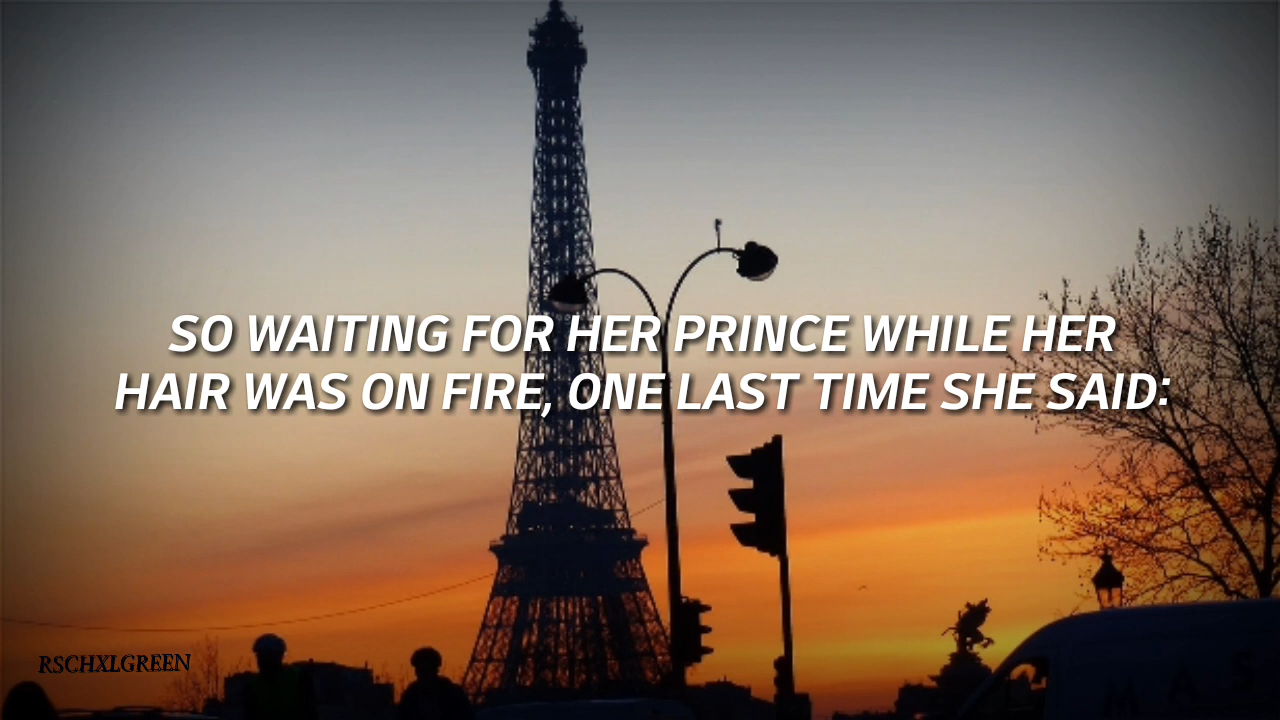 SO WAITING FOR HER PRINCE WHILE HER
HAIR WAS ON FIRE, ONE LAST TIME SHE SAID:
RSCHXLGREEN
M A S